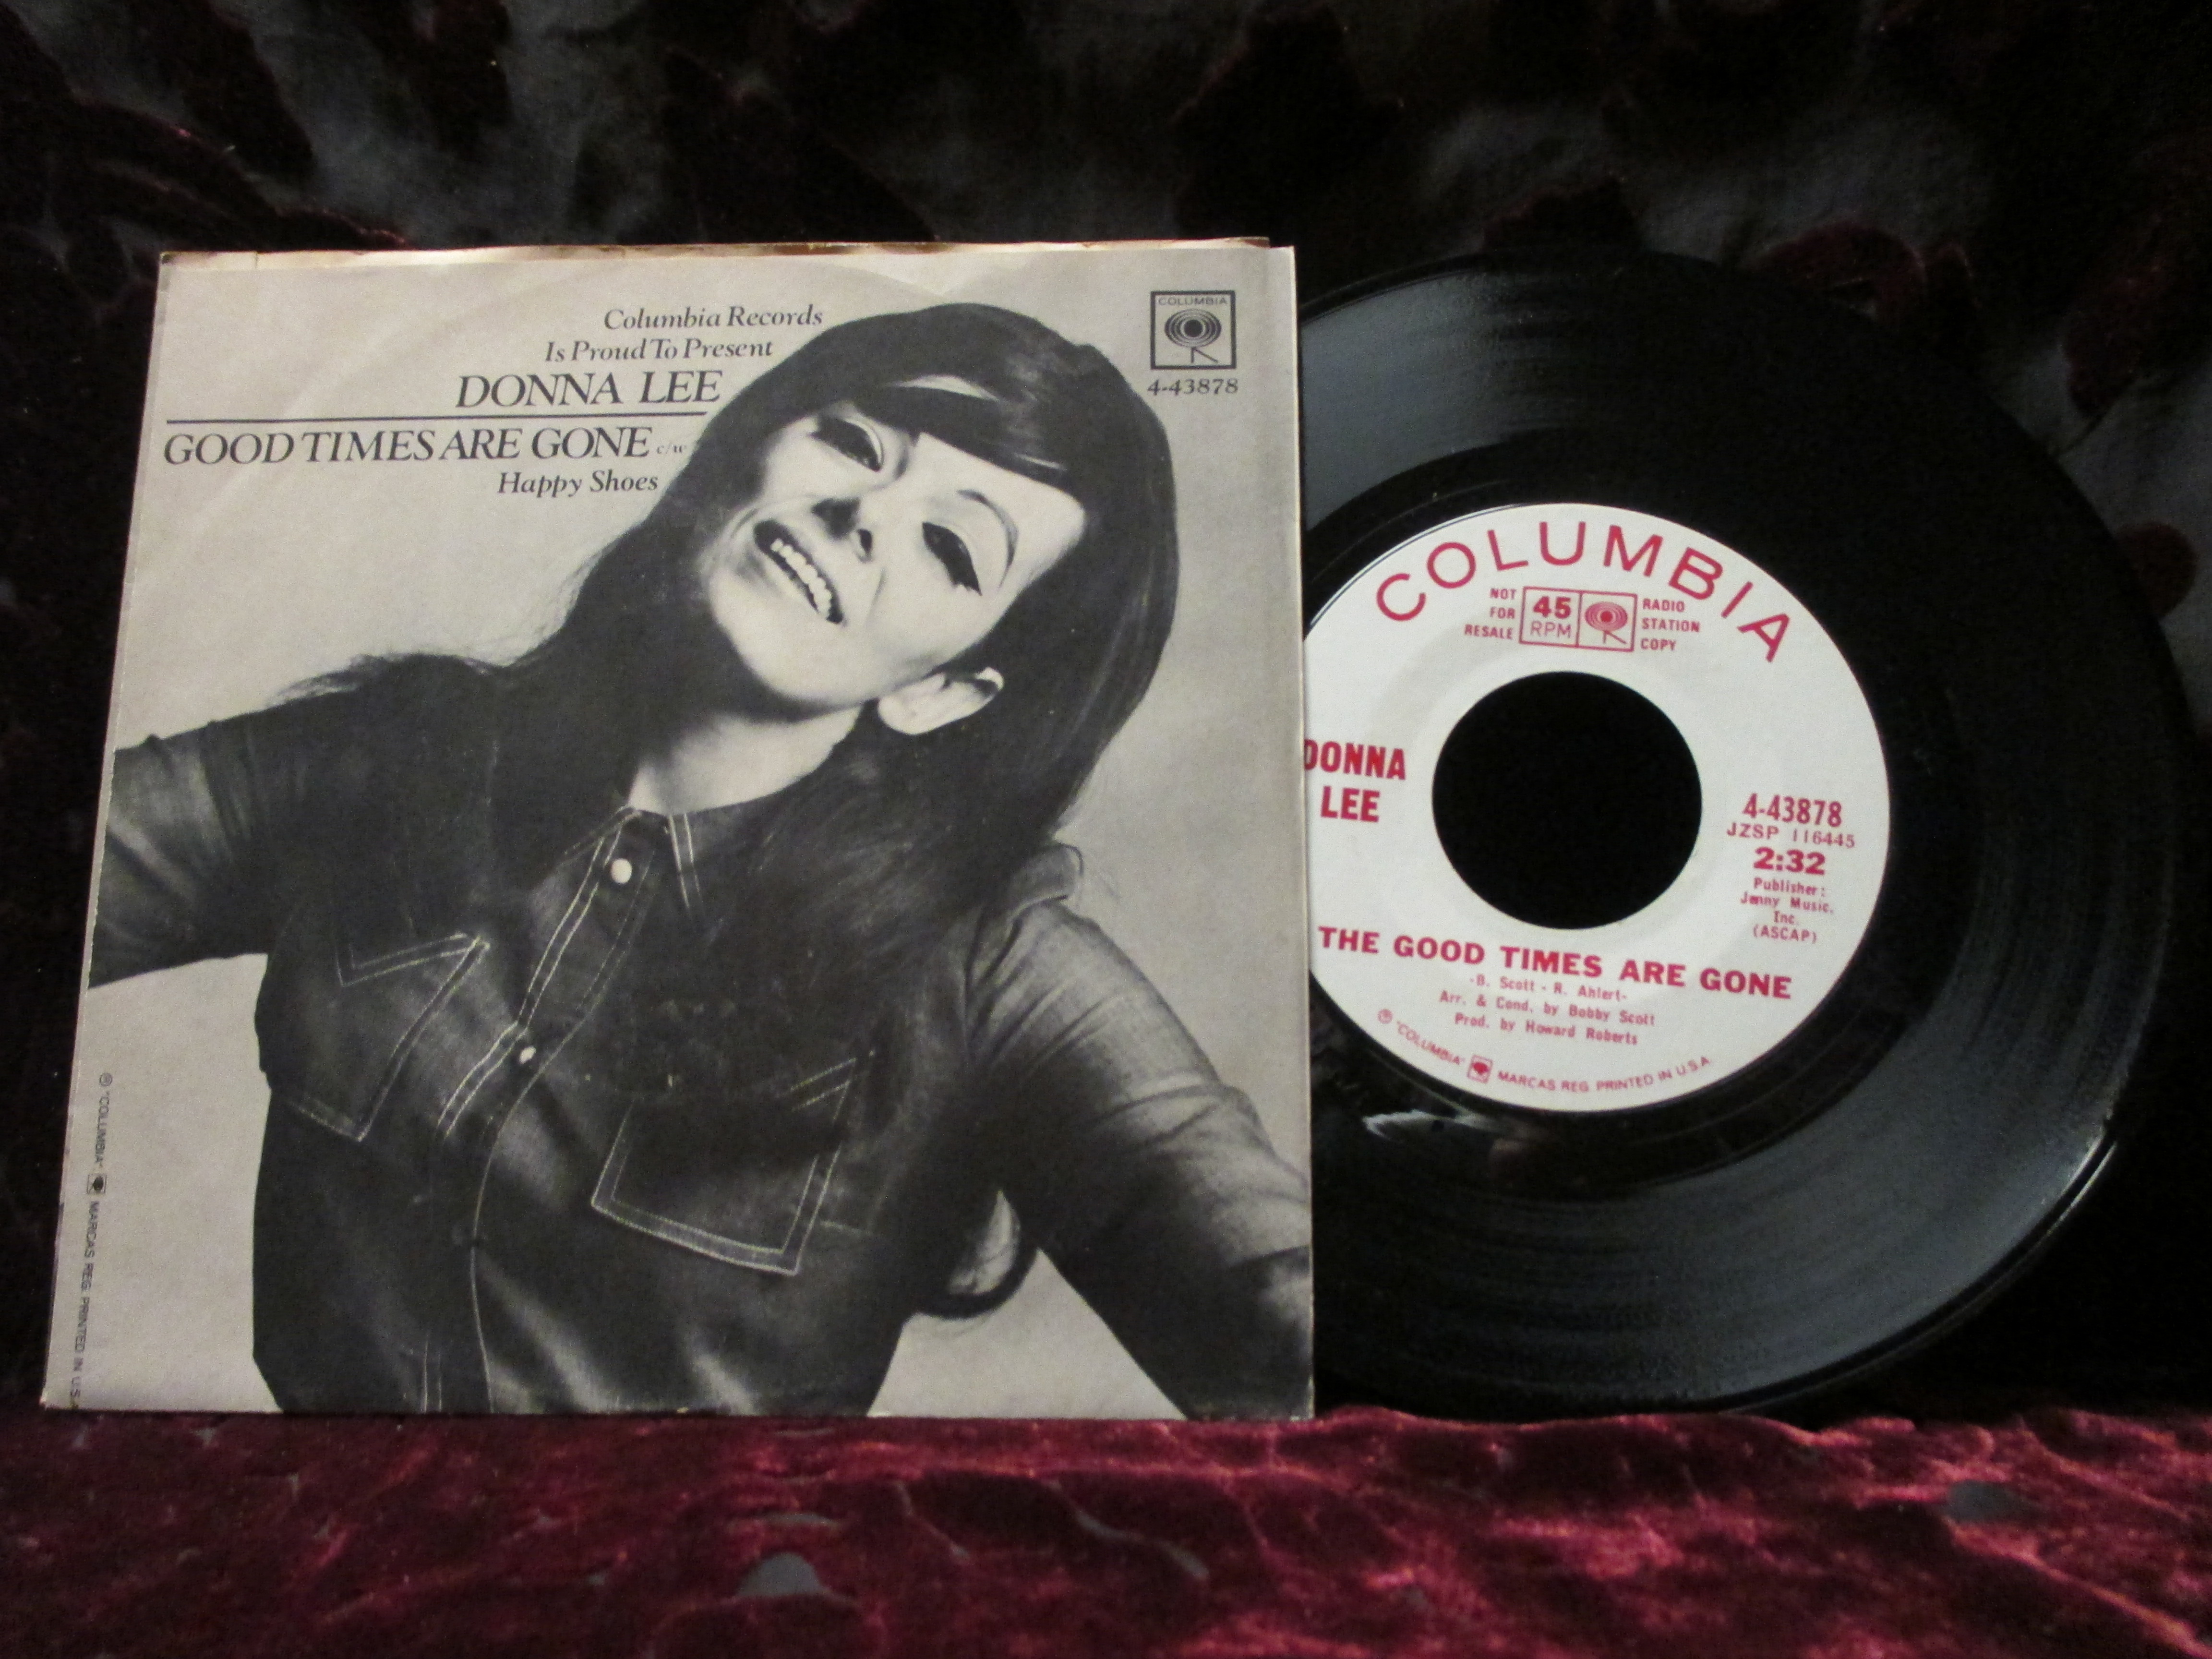 Columbia Records
Is Proud To Present
DONNA LEE
GOOD TIMES ARE GONE c/w
Happy Shoes
COLUMBIA
4-43878
℗ "COLUMBIA" MARCAS REG. PRINTED IN U.S.A
COLUMBIA
NOT
FOR
RESALE
45
RPM
RADIO
STATION
COPY
DONNA
LEE
4-43878
JZSP 116445
2:32
Publisher:
Jenny Music,
Inc.
(ASCAP)
THE GOOD TIMES ARE GONE
-B. Scott - R. Ahlert-
Arr. & Cond. by Bobby Scott
Prod. by Howard Roberts
℗ "COLUMBIA" MARCAS REG. PRINTED IN U.S.A.